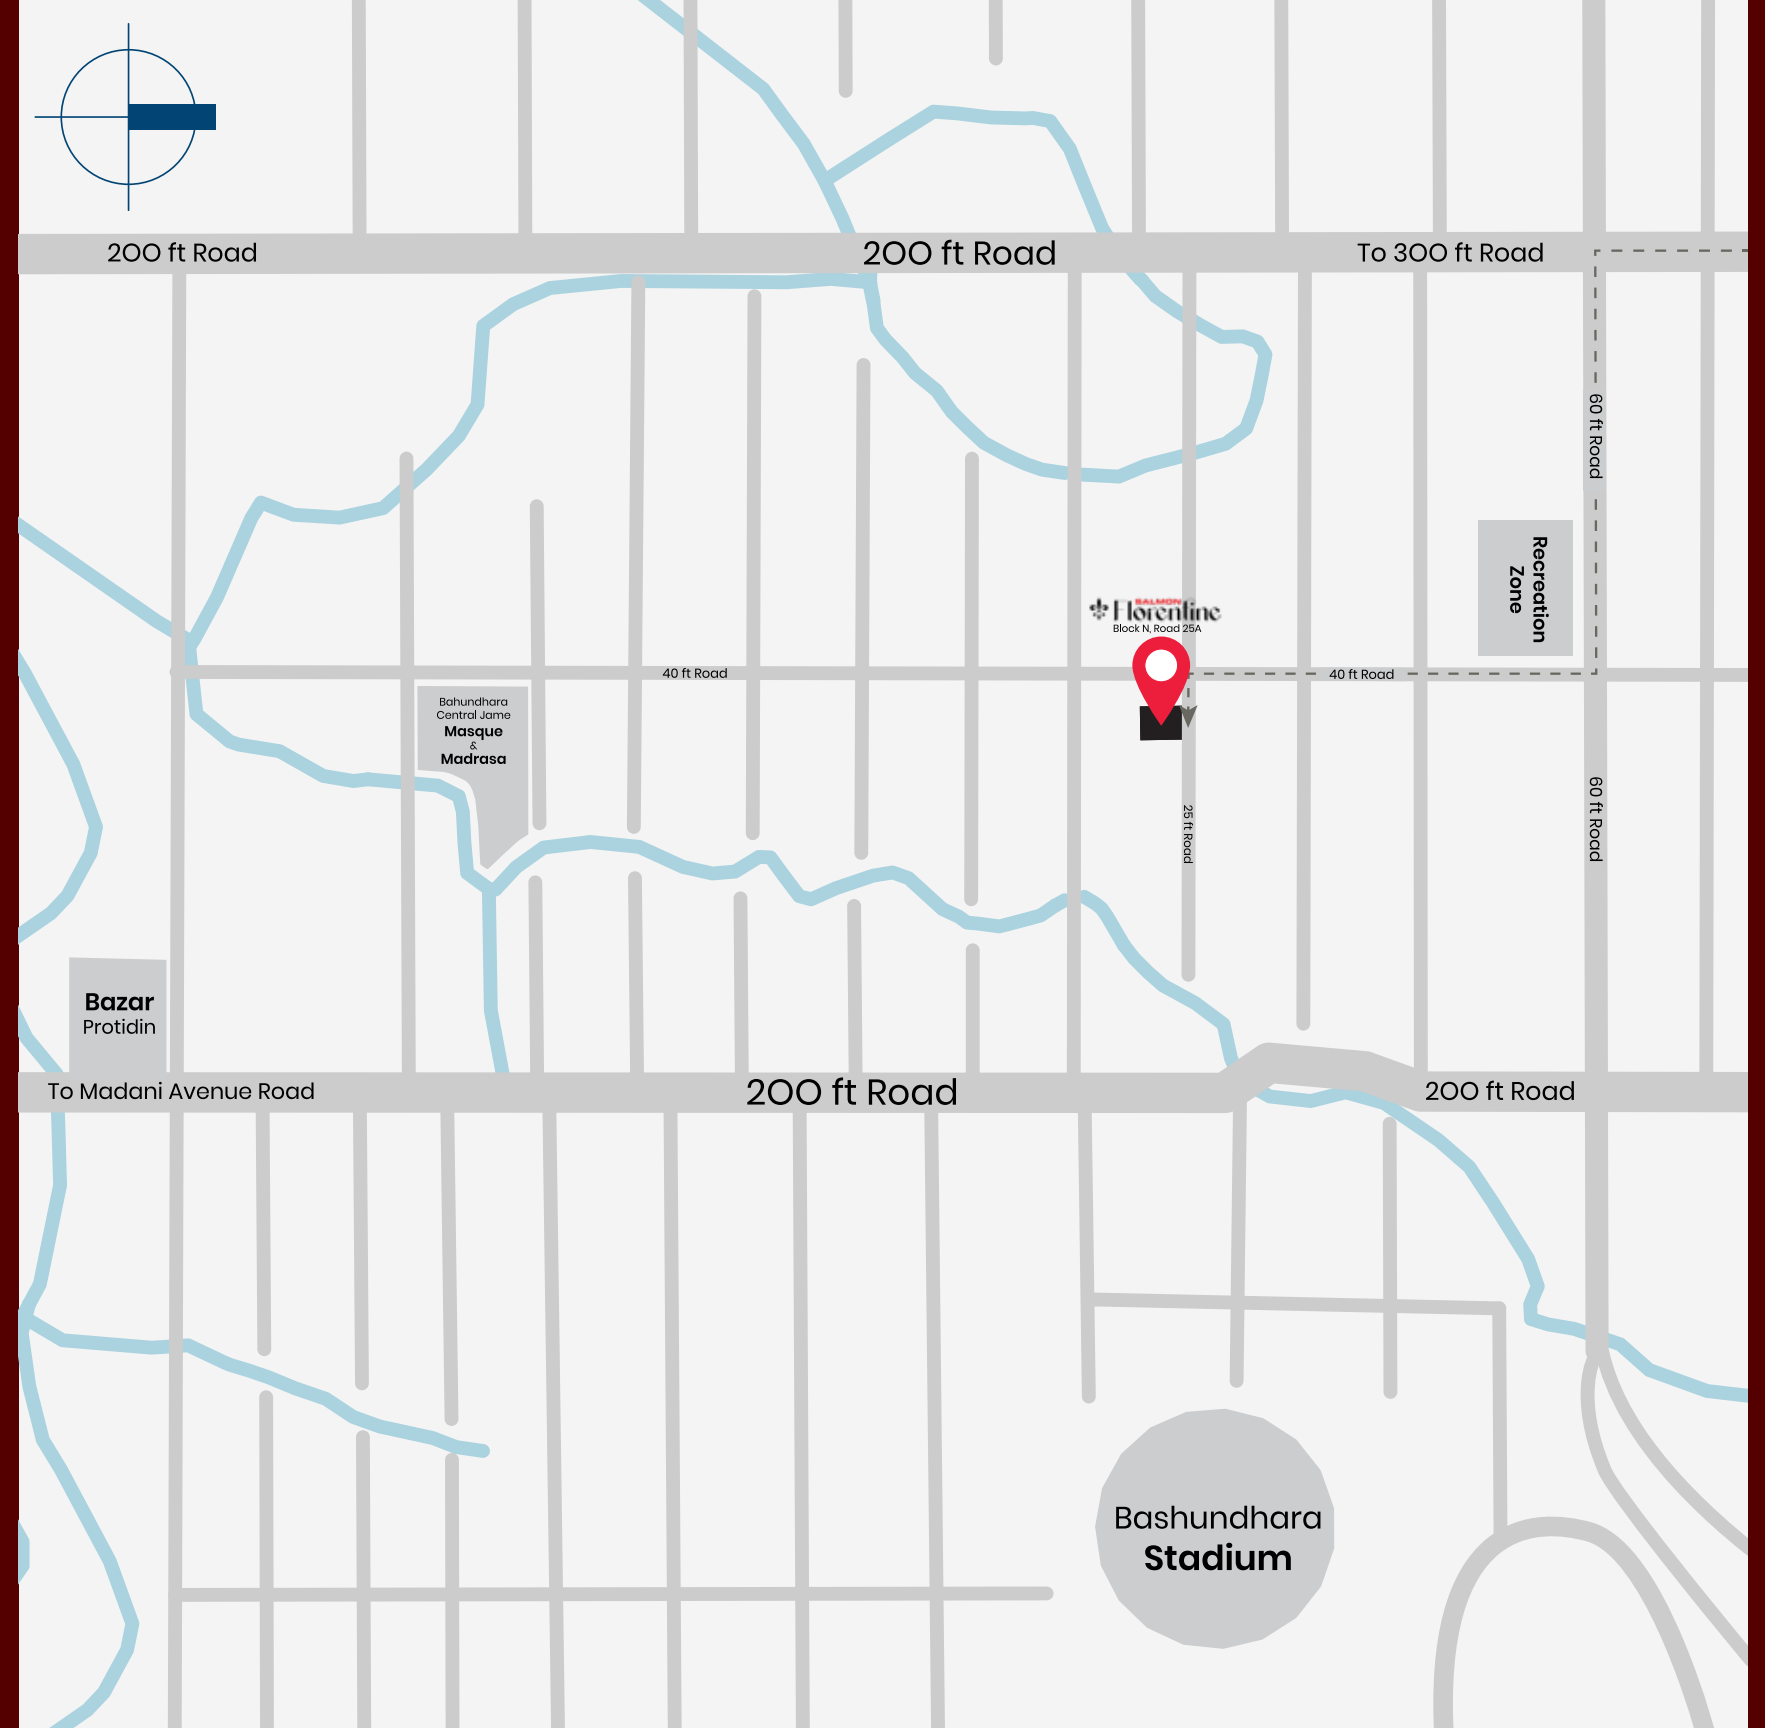 200 ft Road
200 ft Road
To 300 ft Road
60 ft Road
Recreation
Zone
SALMON
Florentine
Block N, Road 25A
40 ft Road
40 ft Road
Bahundhara
Central Jame
Masque
&
Madrasa
25 ft Road
60 ft Road
Bazar
Protidin
To Madani Avenue Road
200 ft Road
200 ft Road
Bashundhara
Stadium